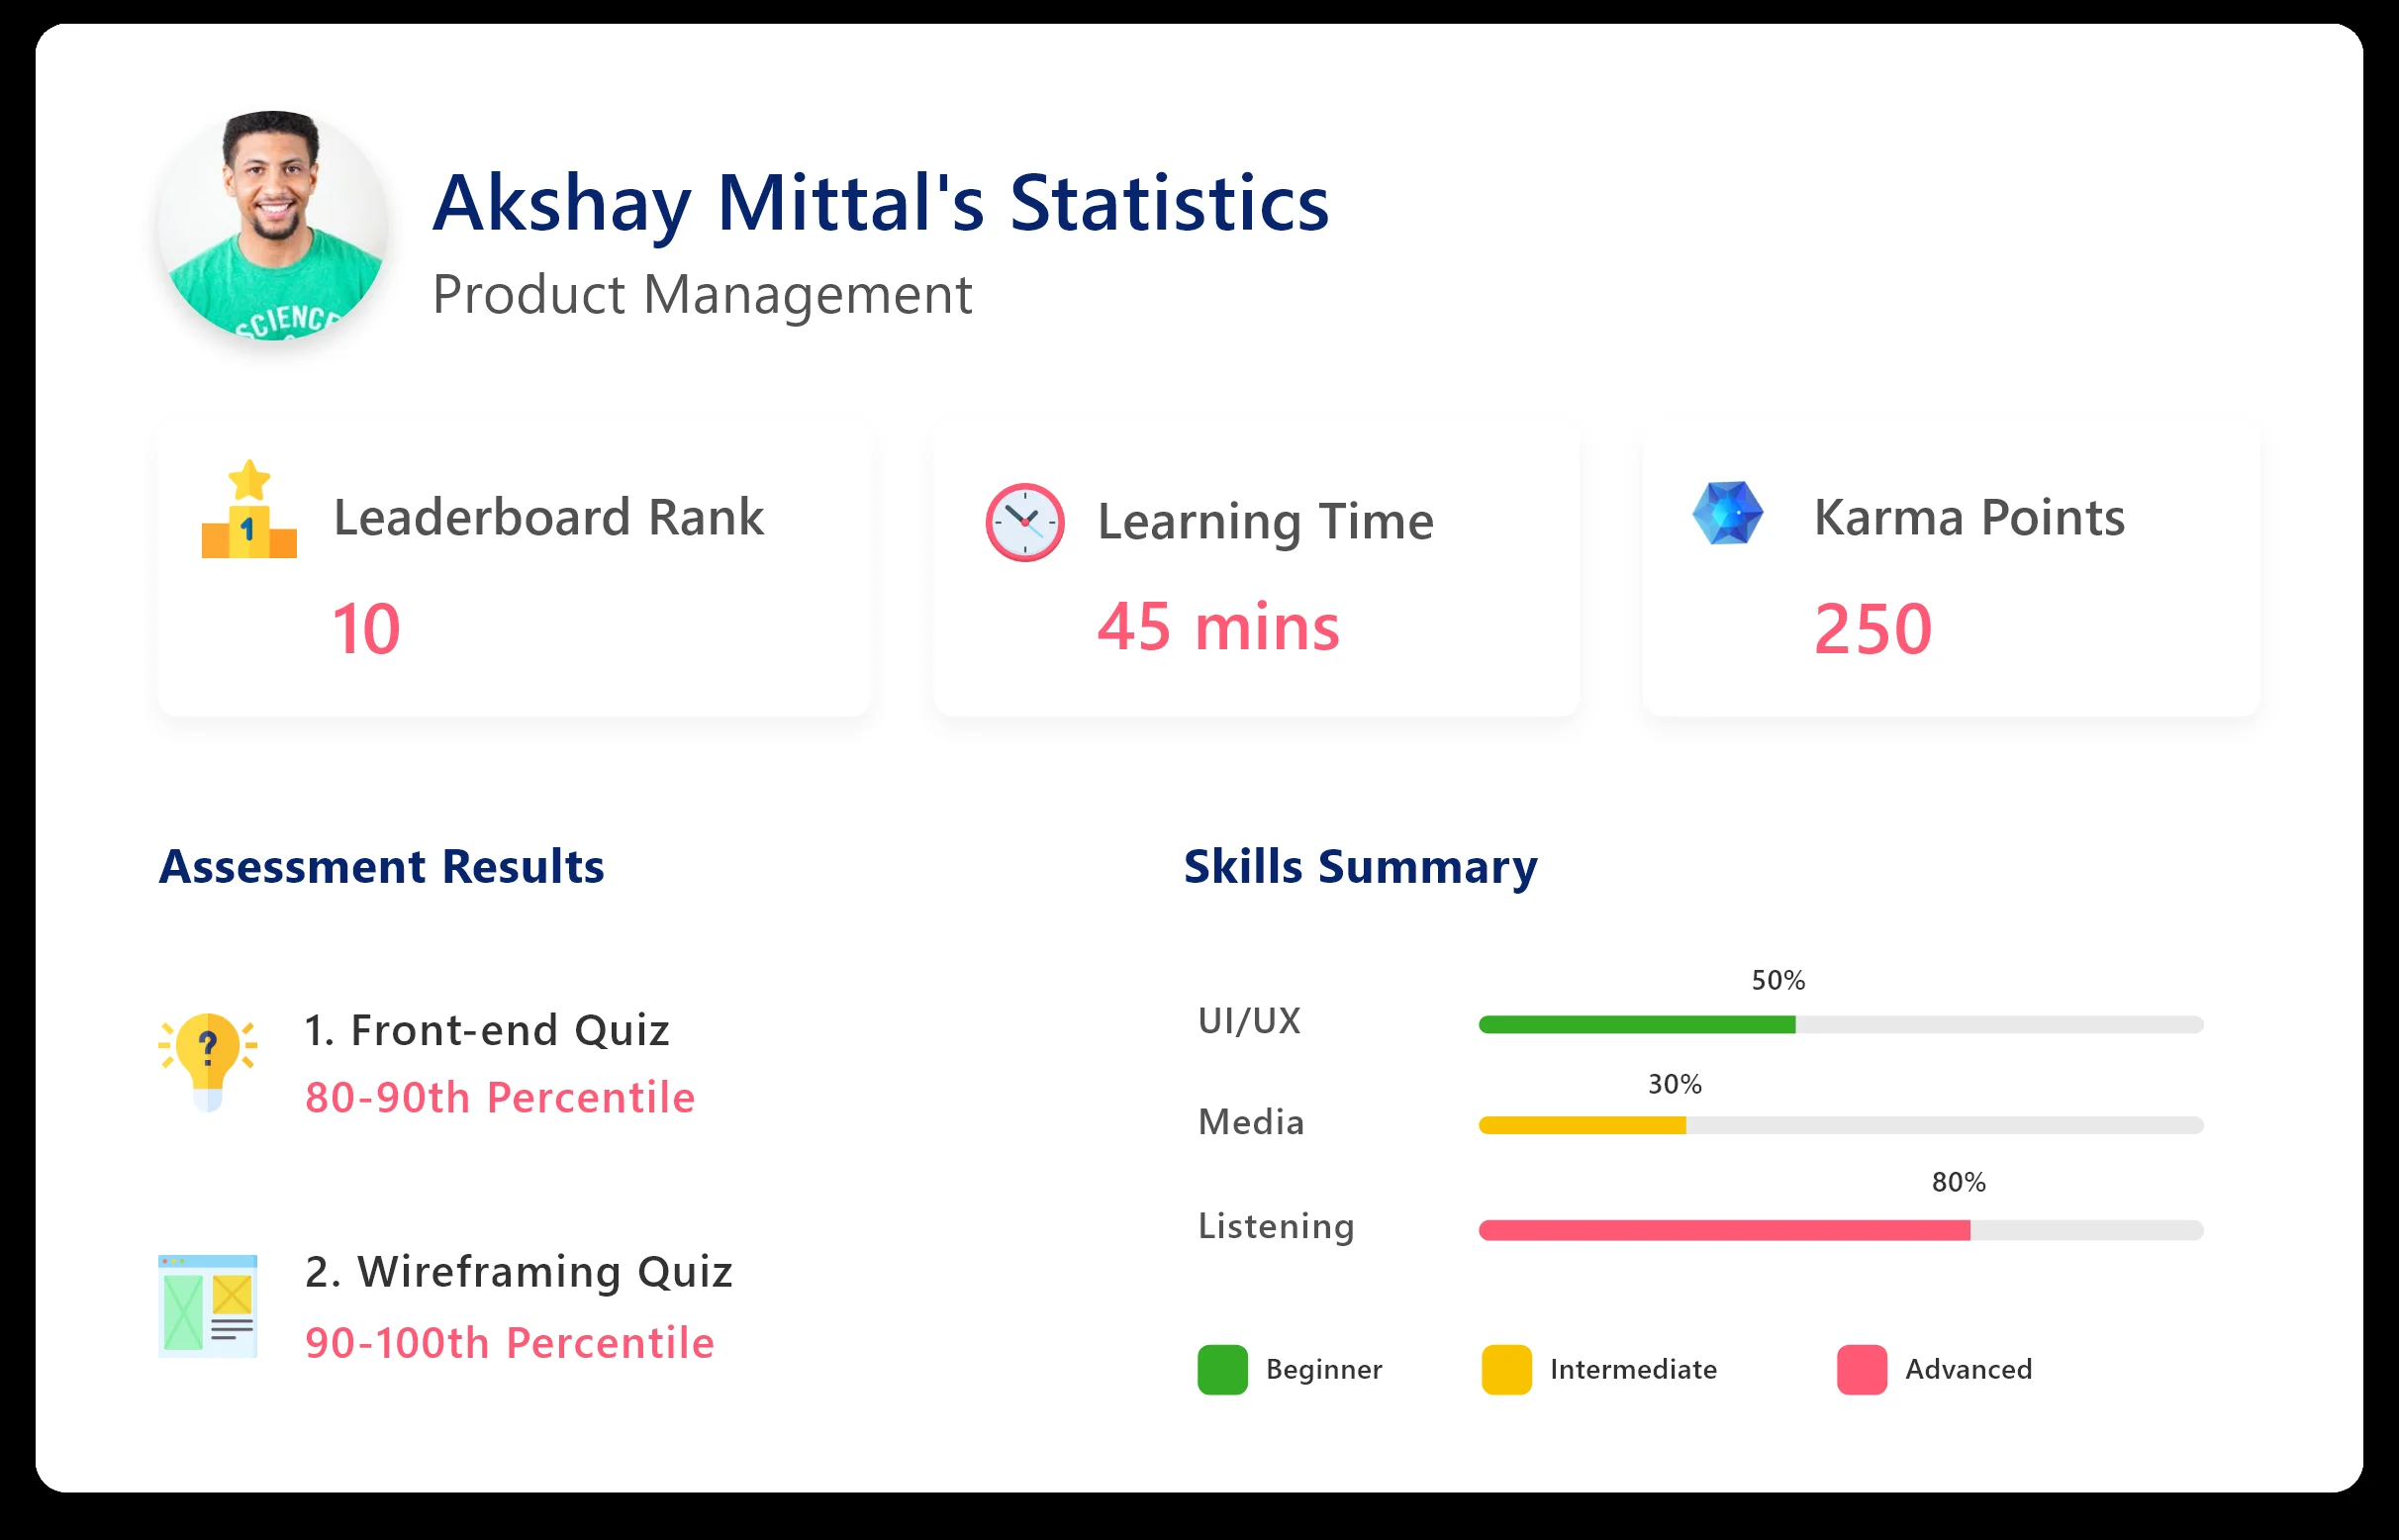 SCIENCE
Akshay Mittal's Statistics
Product Management
1
Leaderboard Rank
10
Learning Time
45 mins
Karma Points
250
Assessment Results
?
1. Front-end Quiz
80-90th Percentile
2. Wireframing Quiz
90-100th Percentile
Skills Summary
50%
UI/UX
30%
Media
80%
Listening
Beginner
Intermediate
Advanced